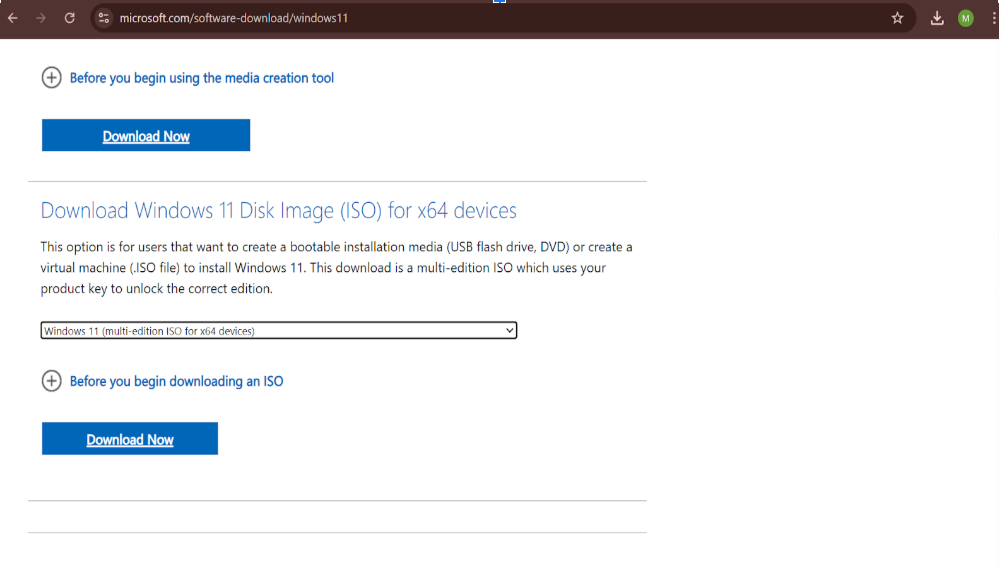 microsoft.com/software-download/windows11
M
Before you begin using the media creation tool
Download Now
Download Windows 11 Disk Image (ISO) for x64 devices
This option is for users that want to create a bootable installation media (USB flash drive, DVD) or create a
virtual machine (.ISO file) to install Windows 11. This download is a multi-edition ISO which uses your
product key to unlock the correct edition.
Windows 11 (multi-edition ISO for x64 devices)
Before you begin downloading an ISO
Download Now